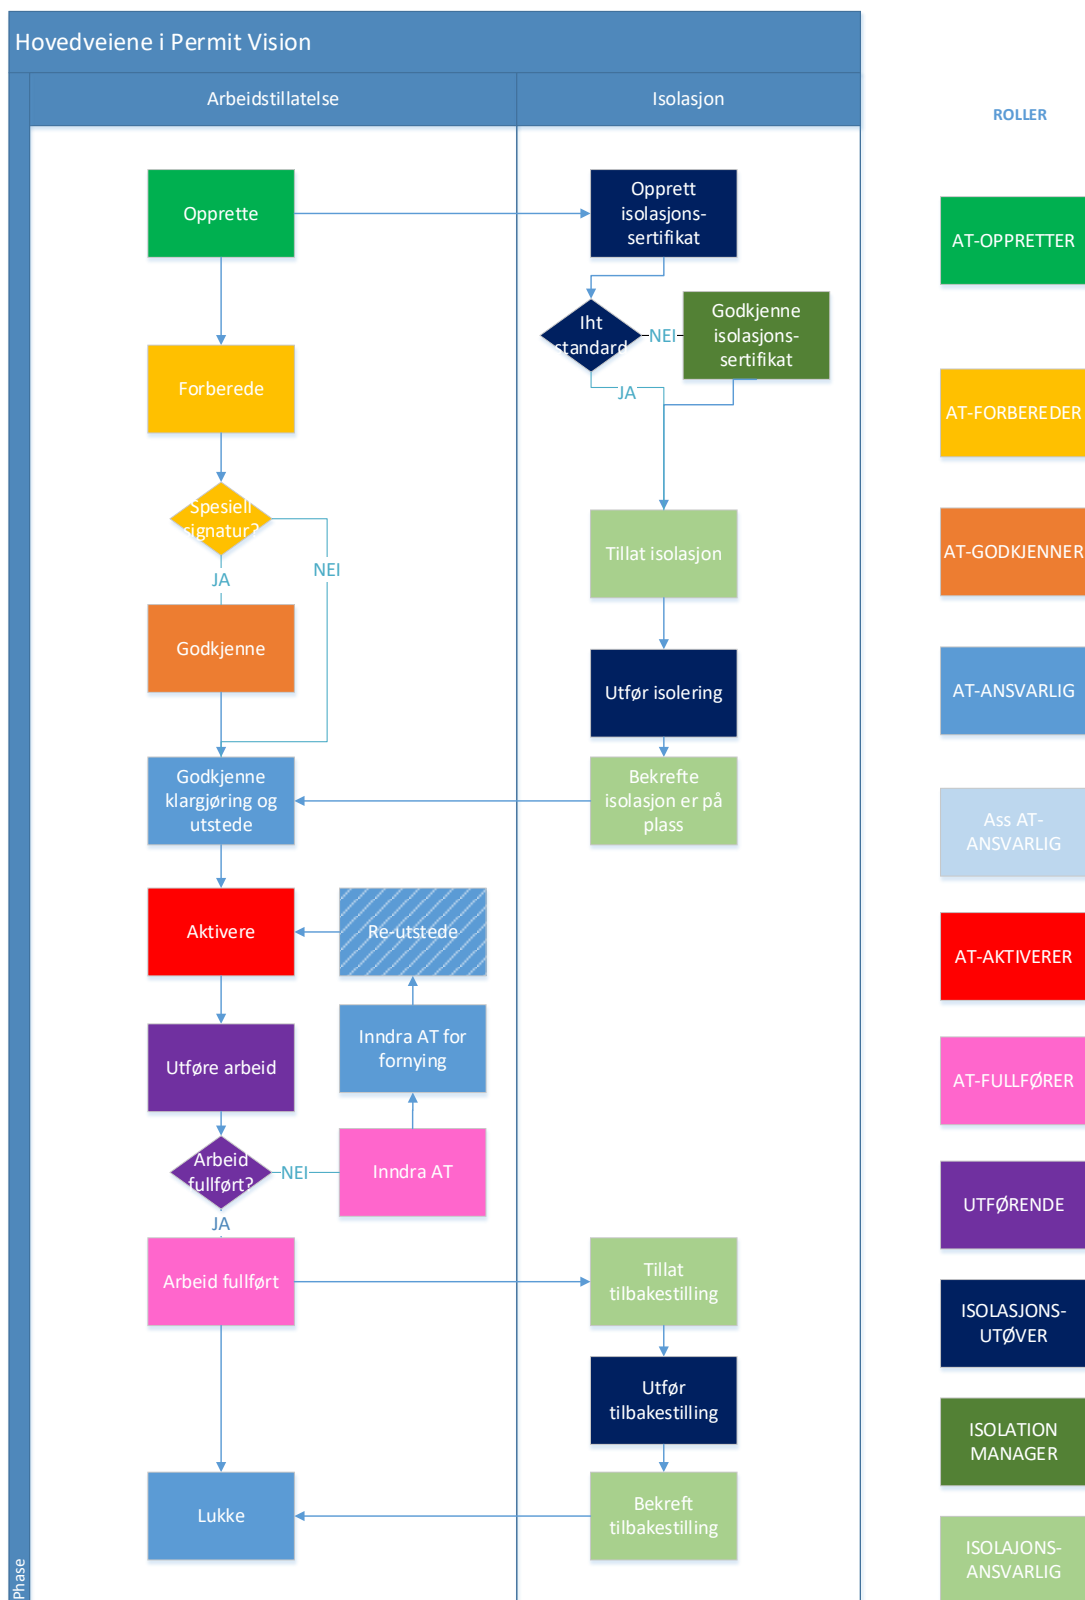 Hovedveiene i Permit Vision
Arbeidstillatelse
Isolasjon
ROLLER
Opprette
Opprett
isolasjons-
sertifikat
AT-OPPRETTER
Iht
standard
NEI
Godkjenne
isolasjons-
sertifikat
JA
Forberede
AT-FORBEREDER
Spesiell
signatur?
JA
NEI
Tillat isolasjon
AT-GODKJENNER
Godkjenne
Utfør isolering
AT-ANSVARLIG
Godkjenne
klargjøring og
utstede
Bekrefte
isolasjon er på
plass
Ass AT-
ANSVARLIG
Aktivere
Re-utstede
AT-AKTIVERER
Utføre arbeid
Inndra AT for
fornying
AT-FULLFØRER
Arbeid
fullført?
NEI
Inndra AT
JA
UTFØRENDE
Arbeid fullført
Tillat
tilbakestilling
ISOLASJONS-
UTØVER
Utfør
tilbakestilling
ISOLATION
MANAGER
Lukke
Bekreft
tilbakestilling
ISOLAJONS-
ANSVARLIG
Phase